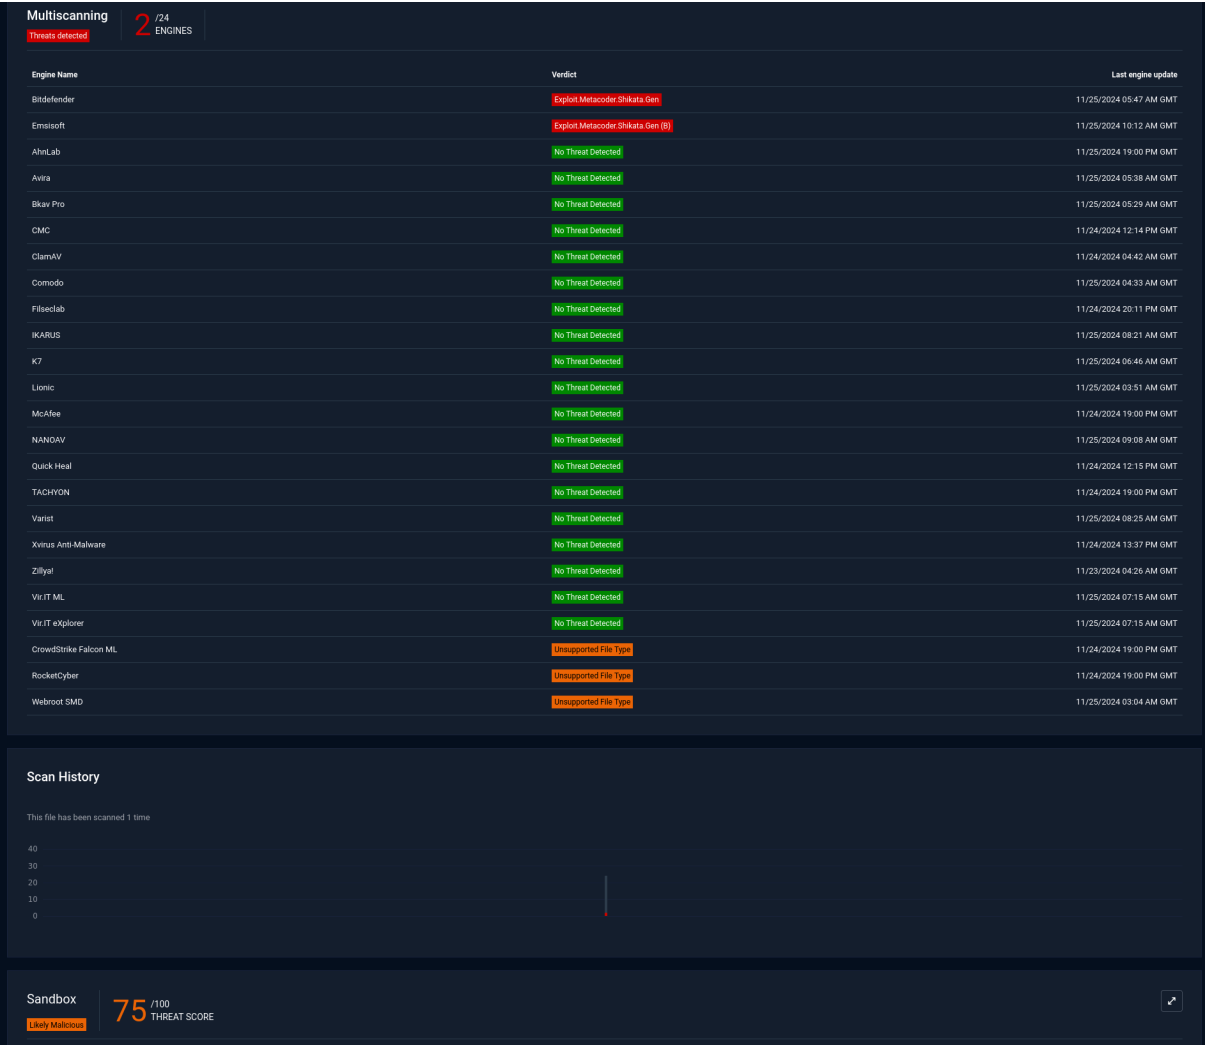 Multiscanning
Threats detected
2 /24
ENGINES
Engine Name Verdict Last engine update
Bitdefender Exploit.Metacoder.Shikata.Gen 11/25/2024 05:47 AM GMT
Emsisoft Exploit.Metacoder.Shikata.Gen (B) 11/25/2024 10:12 AM GMT
AhnLab No Threat Detected 11/25/2024 19:00 PM GMT
Avira No Threat Detected 11/25/2024 05:38 AM GMT
Bkav Pro No Threat Detected 11/25/2024 05:29 AM GMT
CMC No Threat Detected 11/24/2024 12:14 PM GMT
ClamAV No Threat Detected 11/24/2024 04:42 AM GMT
Comodo No Threat Detected 11/25/2024 04:33 AM GMT
Filseclab No Threat Detected 11/24/2024 20:11 PM GMT
IKARUS No Threat Detected 11/25/2024 08:21 AM GMT
K7 No Threat Detected 11/25/2024 06:46 AM GMT
Lionic No Threat Detected 11/25/2024 03:51 AM GMT
McAfee No Threat Detected 11/24/2024 19:00 PM GMT
NANOAV No Threat Detected 11/25/2024 09:08 AM GMT
Quick Heal No Threat Detected 11/24/2024 12:15 PM GMT
TACHYON No Threat Detected 11/24/2024 19:00 PM GMT
Varist No Threat Detected 11/25/2024 08:25 AM GMT
Xvirus Anti-Malware No Threat Detected 11/24/2024 13:37 PM GMT
Zillya! No Threat Detected 11/23/2024 04:26 AM GMT
Vir.IT ML No Threat Detected 11/25/2024 07:15 AM GMT
Vir.IT eXplorer No Threat Detected 11/25/2024 07:15 AM GMT
CrowdStrike Falcon ML Unsupported File Type 11/24/2024 19:00 PM GMT
RocketCyber Unsupported File Type 11/24/2024 19:00 PM GMT
Webroot SMD Unsupported File Type 11/25/2024 03:04 AM GMT
Scan History
This file has been scanned 1 time
40
30
20
10
0
Sandbox
Likely Malicious
75 /100
THREAT SCORE